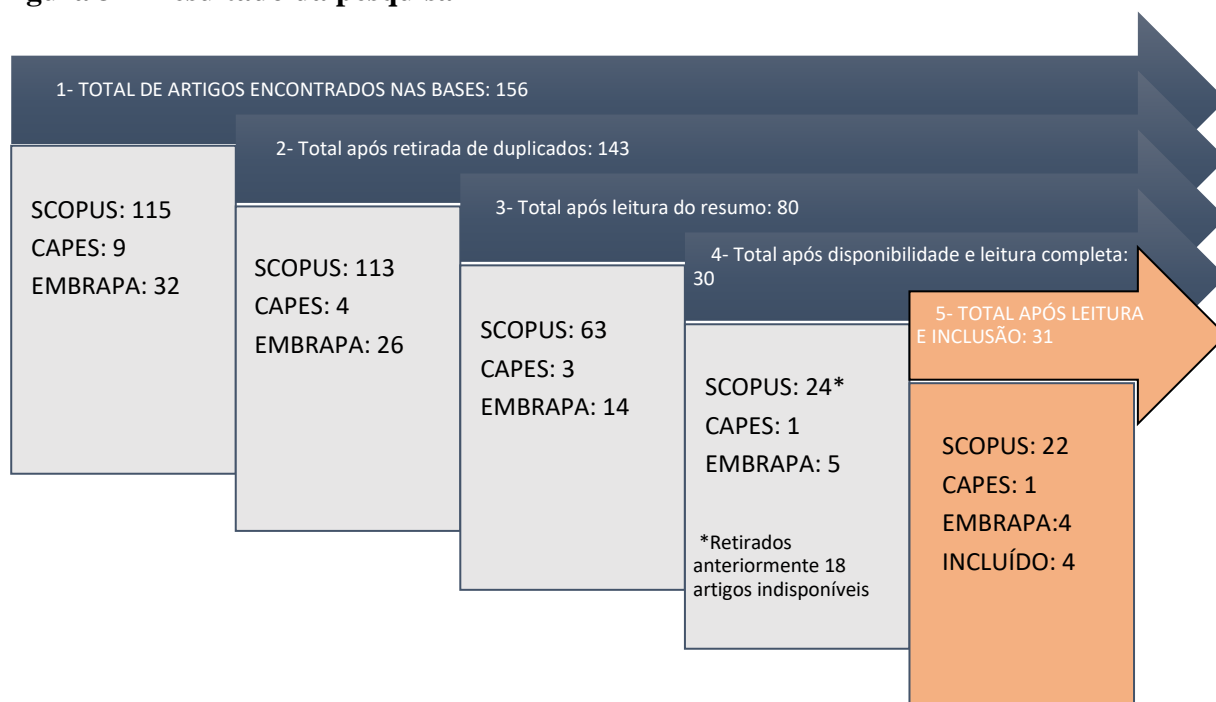 1- TOTAL DE ARTIGOS ENCONTRADOS NAS BASES: 156
SCOPUS: 115
CAPES: 9
EMBRAPA: 32
2- Total após retirada de duplicados: 143
SCOPUS: 113
CAPES: 4
EMBRAPA: 26
3- Total após leitura do resumo: 80
SCOPUS: 63
CAPES: 3
EMBRAPA: 14
4- Total após disponibilidade e leitura completa:
30
SCOPUS: 24*
CAPES: 1
EMBRAPA: 5
*Retirados
anteriormente 18
artigos indisponíveis
5- TOTAL APÓS LEITURA
E INCLUSÃO: 31
SCOPUS: 22
CAPES: 1
EMBRAPA:4
INCLUÍDO: 4